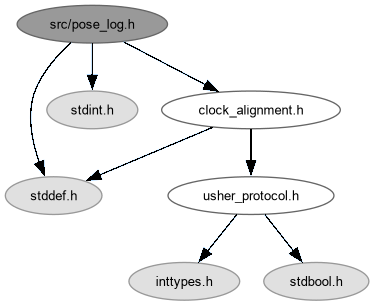 src/pose_log.h
stdint.h
clock_alignment.h
stddef.h
usher_protocol.h
inttypes.h
stdbool.h